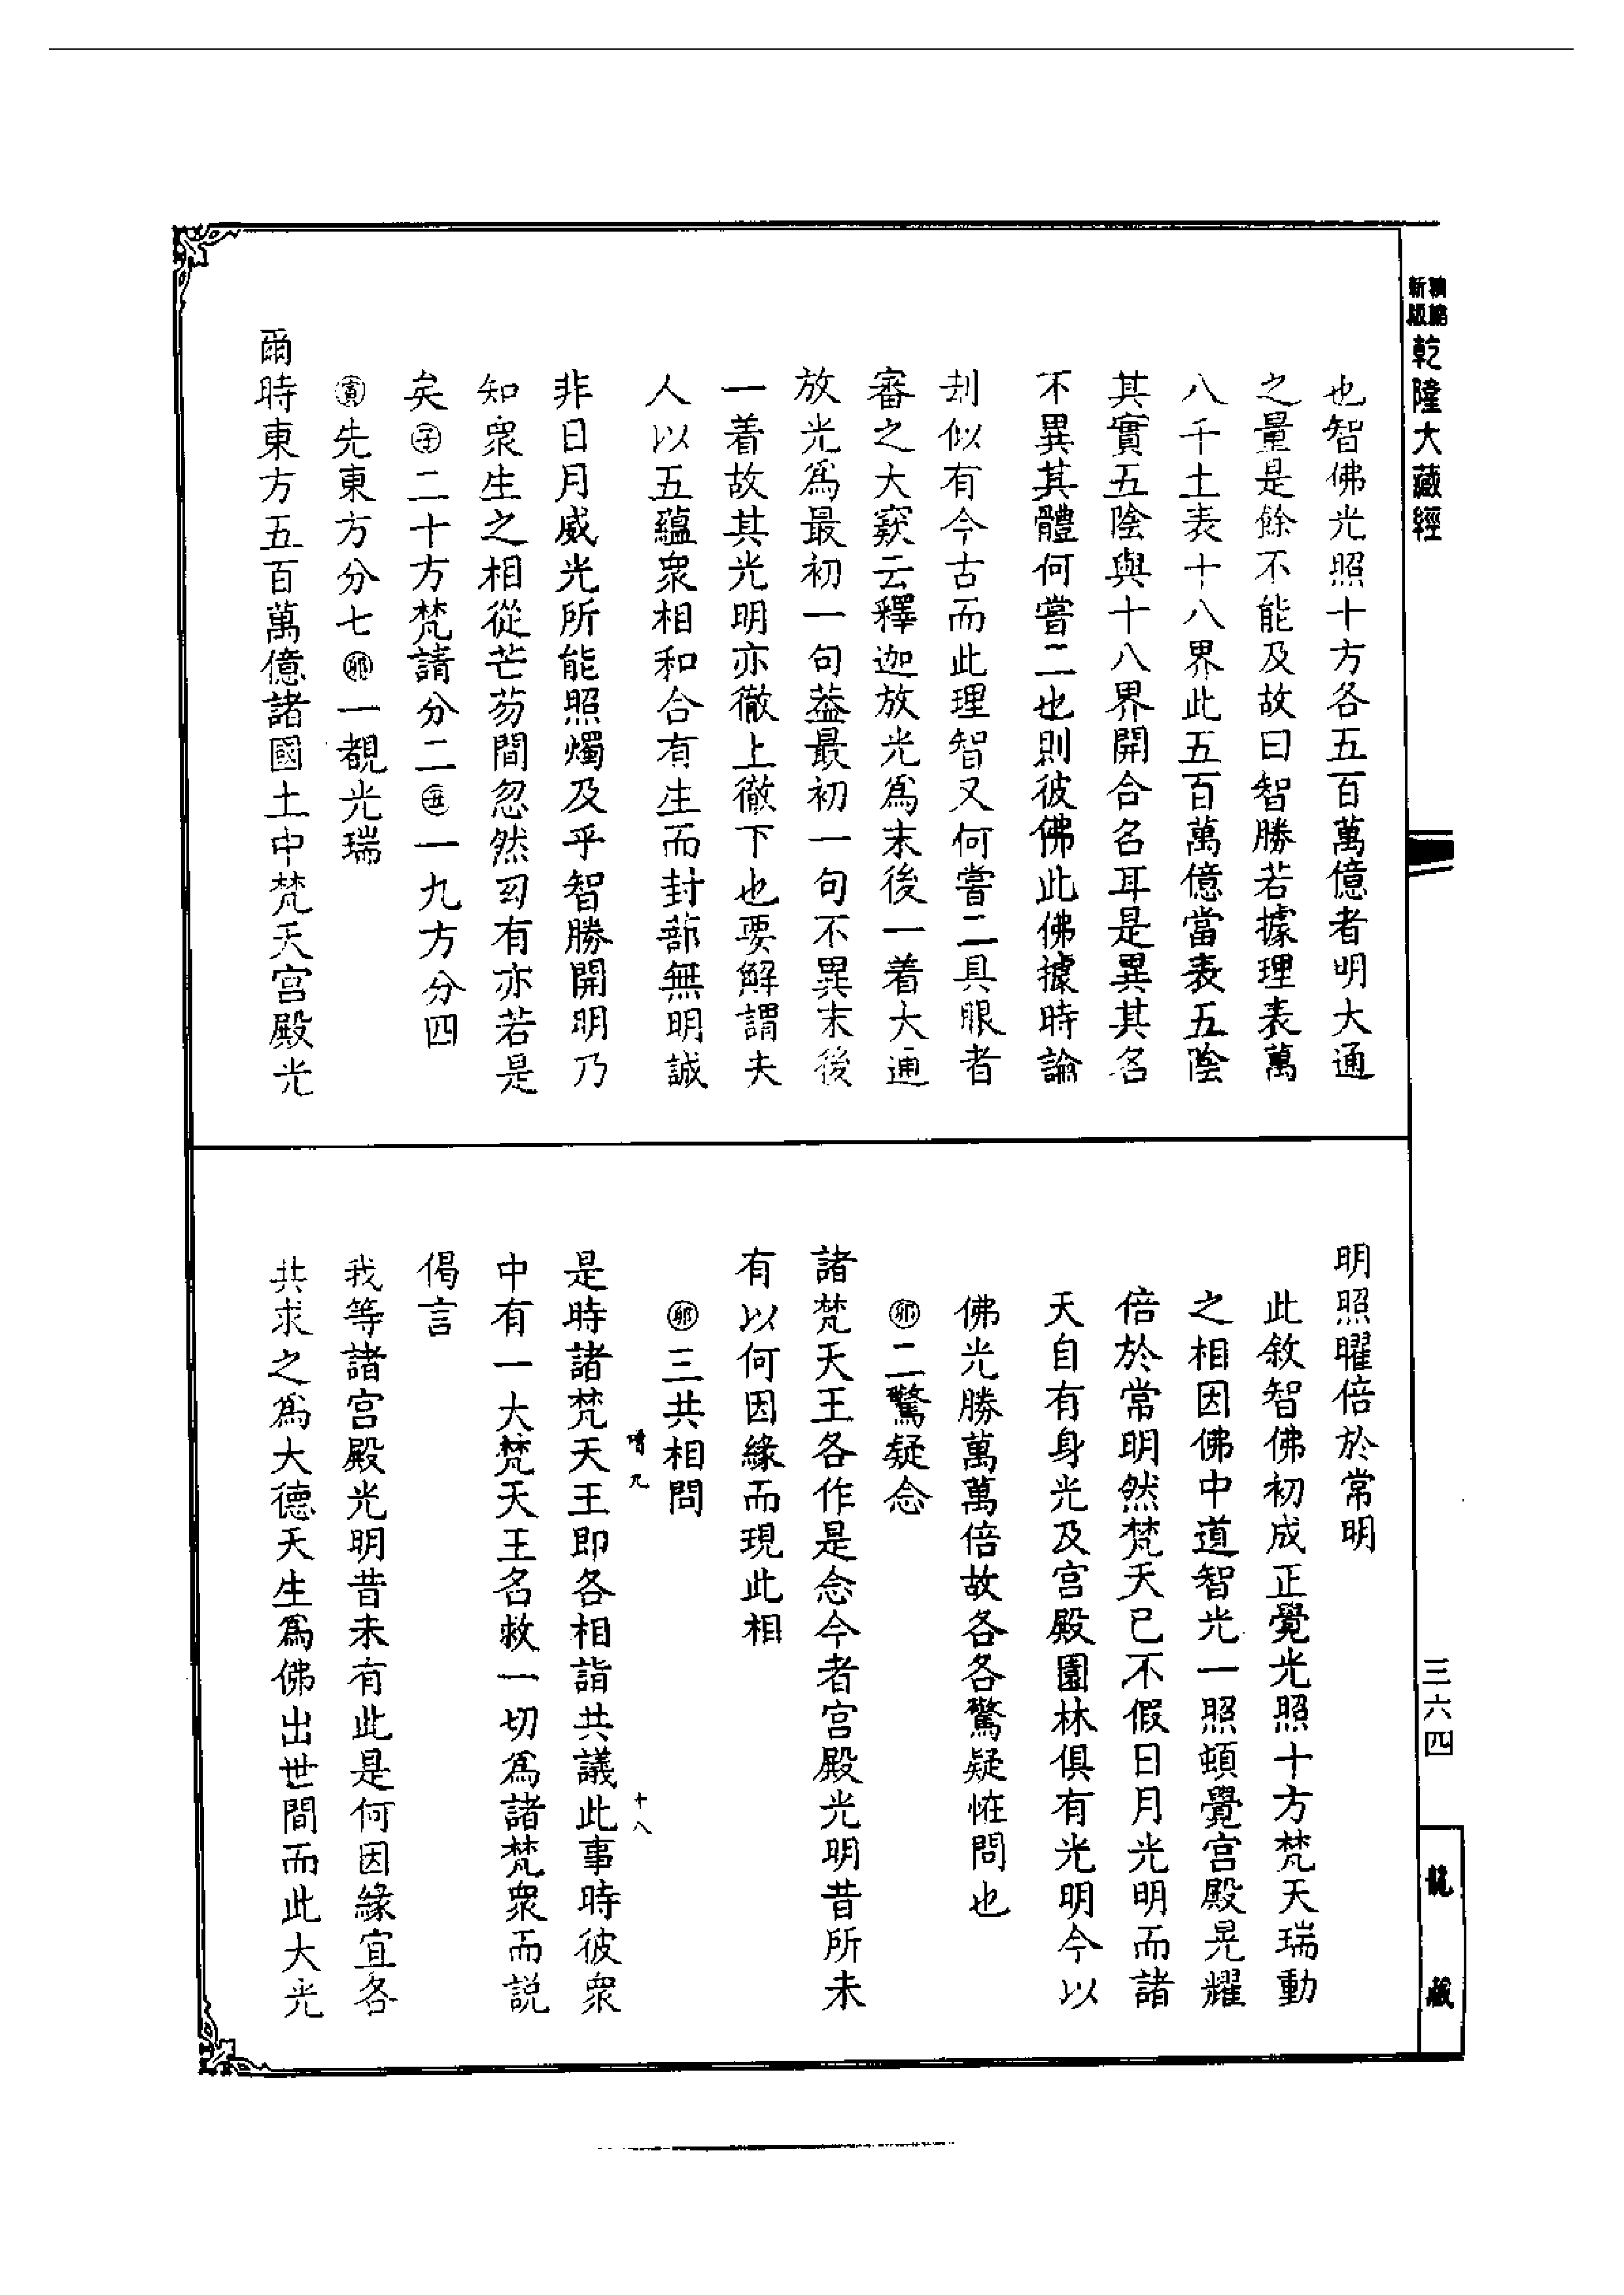 新版
精縮
乾隆大藏經
也智佛光照十方各五百萬億者明大通
之量是餘不能及故曰智勝若據理表萬
八千土表十八界此五百萬億當表五陰
其實五陰與十八界開合名耳是異其名
不異其體何嘗二也則彼佛此佛據時論
刦似有今古而此理智又何嘗二具眼者
審之大窾云釋迦放光為末後一着大通
放光為最初一句葢最初一句不異末後
一着故其光明亦徹上徹下也要解謂夫
人以五蘊衆相和合有生而封蔀無明誠
非日月威光所能照燭及乎智勝開明乃
知衆生之相從芒芴間忽然曶有亦若是
矣㊉二十方梵請分二㊉一九方分四
㊉先東方分七㊉一覩光瑞
爾時東方五百萬億諸國土中梵天宮殿光
明照曜倍於常明
此敘智佛初成正覺光照十方梵天瑞動
之相因佛中道智光一照頓覺宮殿晃耀
倍於常明然梵天已不假日月光明而諸
天自有身光及宮殿園林俱有光明今以
佛光勝萬萬倍故各各驚疑恠問也
㊉二驚疑念
諸梵天王各作是念今者宮殿光明昔所未
有以何因緣而現此相
㊉三共相問
是時諸梵天王即各相詣共議此事時彼衆
中有一大梵天王名救一切為諸梵衆而説
偈言
我等諸宮殿光明昔未有此是何因緣宜各
共求之為大德天生為佛出世間而此大光
十八
三六四
龍藏